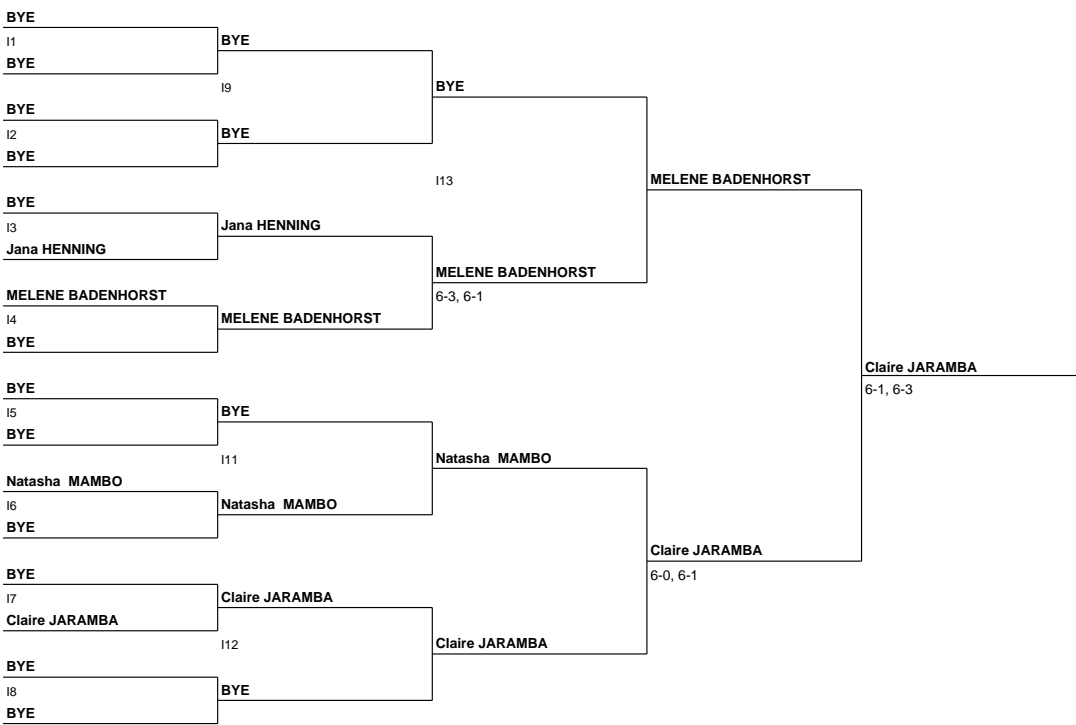 BYE
I1
BYE
BYE
I9
BYE
I2
BYE
BYE
BYE
I13
BYE
I3
Jana HENNING
Jana HENNING
MELENE BADENHORST
6-3, 6-1
MELENE BADENHORST
I4
BYE
MELENE BADENHORST
MELENE BADENHORST
BYE
I5
BYE
BYE
I11
Natasha  MAMBO
I6
BYE
Natasha  MAMBO
Natasha  MAMBO
BYE
I7
Claire JARAMBA
Claire JARAMBA
I12
BYE
I8
BYE
BYE
Claire JARAMBA
Claire JARAMBA
6-0, 6-1
Claire JARAMBA
6-1, 6-3